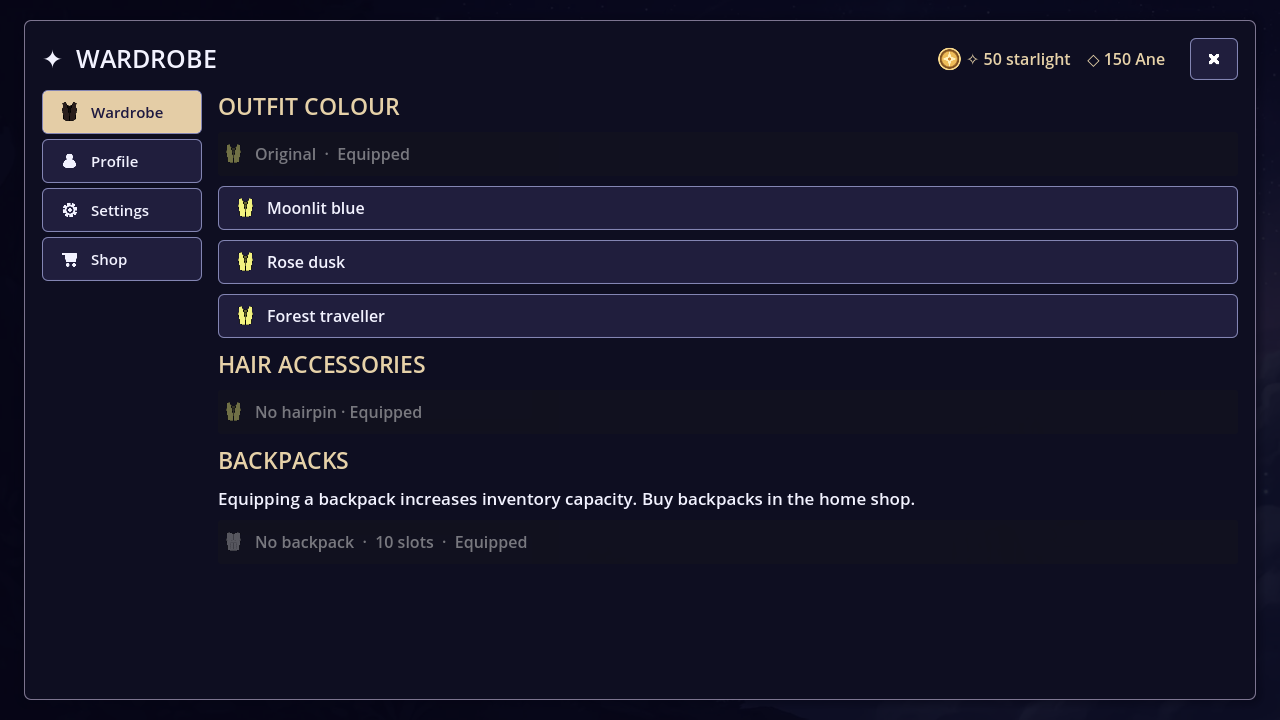 ✦ WARDROBE
✧ 50 starlight ◇ 150 Ane
Wardrobe
Profile
Settings
Shop
OUTFIT COLOUR
Original · Equipped
Moonlit blue
Rose dusk
Forest traveller
HAIR ACCESSORIES
No hairpin · Equipped
BACKPACKS
Equipping a backpack increases inventory capacity. Buy backpacks in the home shop.
No backpack · 10 slots · Equipped